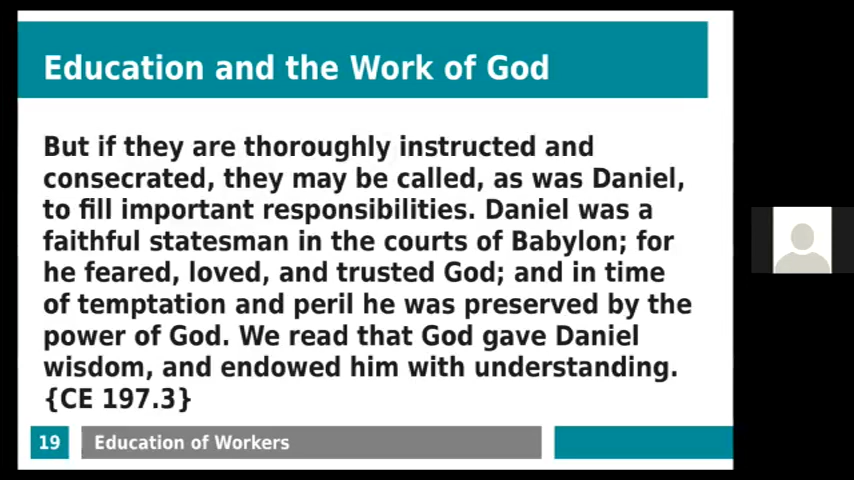 Education and the Work of God
But if they are thoroughly instructed and
consecrated, they may be called, as was Daniel,
to fill important responsibilities. Daniel was a
faithful statesman in the courts of Babylon; for
he feared, loved, and trusted God; and in time
of temptation and peril he was preserved by the
power of God. We read that God gave Daniel
wisdom, and endowed him with understanding.
{CE 197.3}
19 Education of Workers